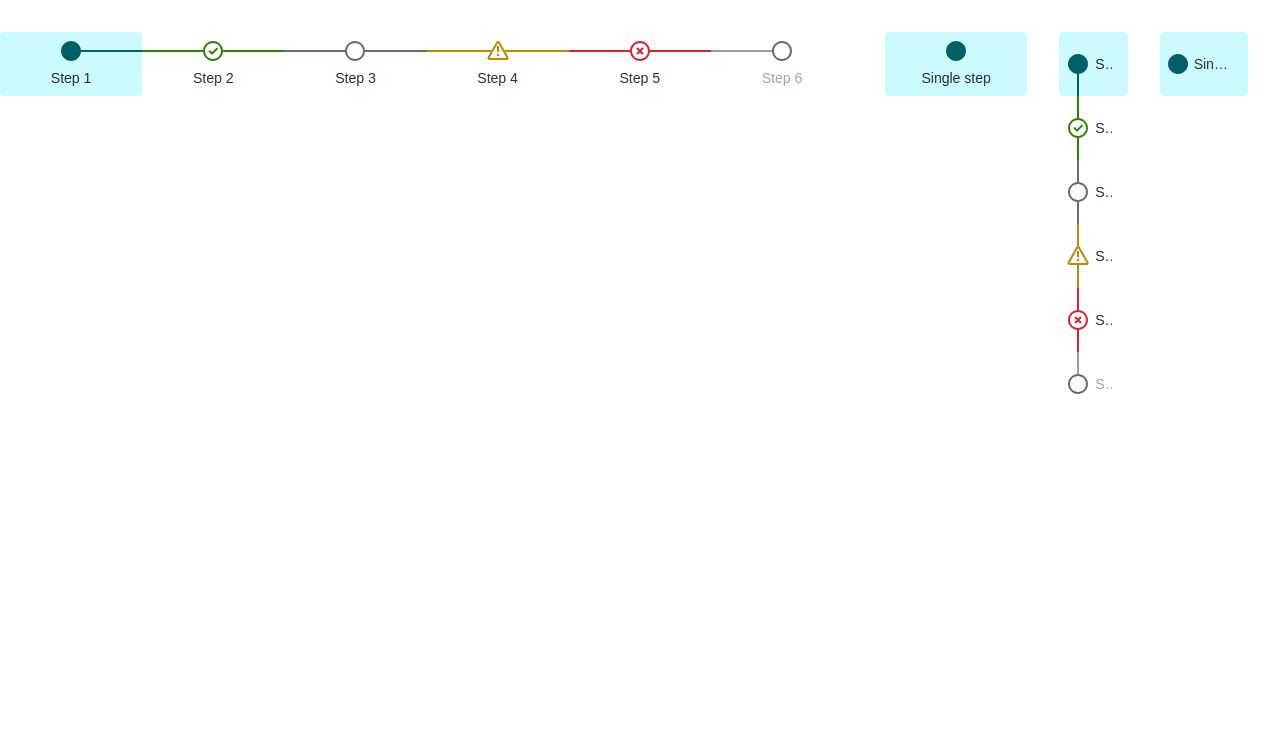 Step 1
Step 2
Step 3
Step 4
Step 5
Step 6
Single step
S..
S..
S..
S..
S..
S..
Sin...